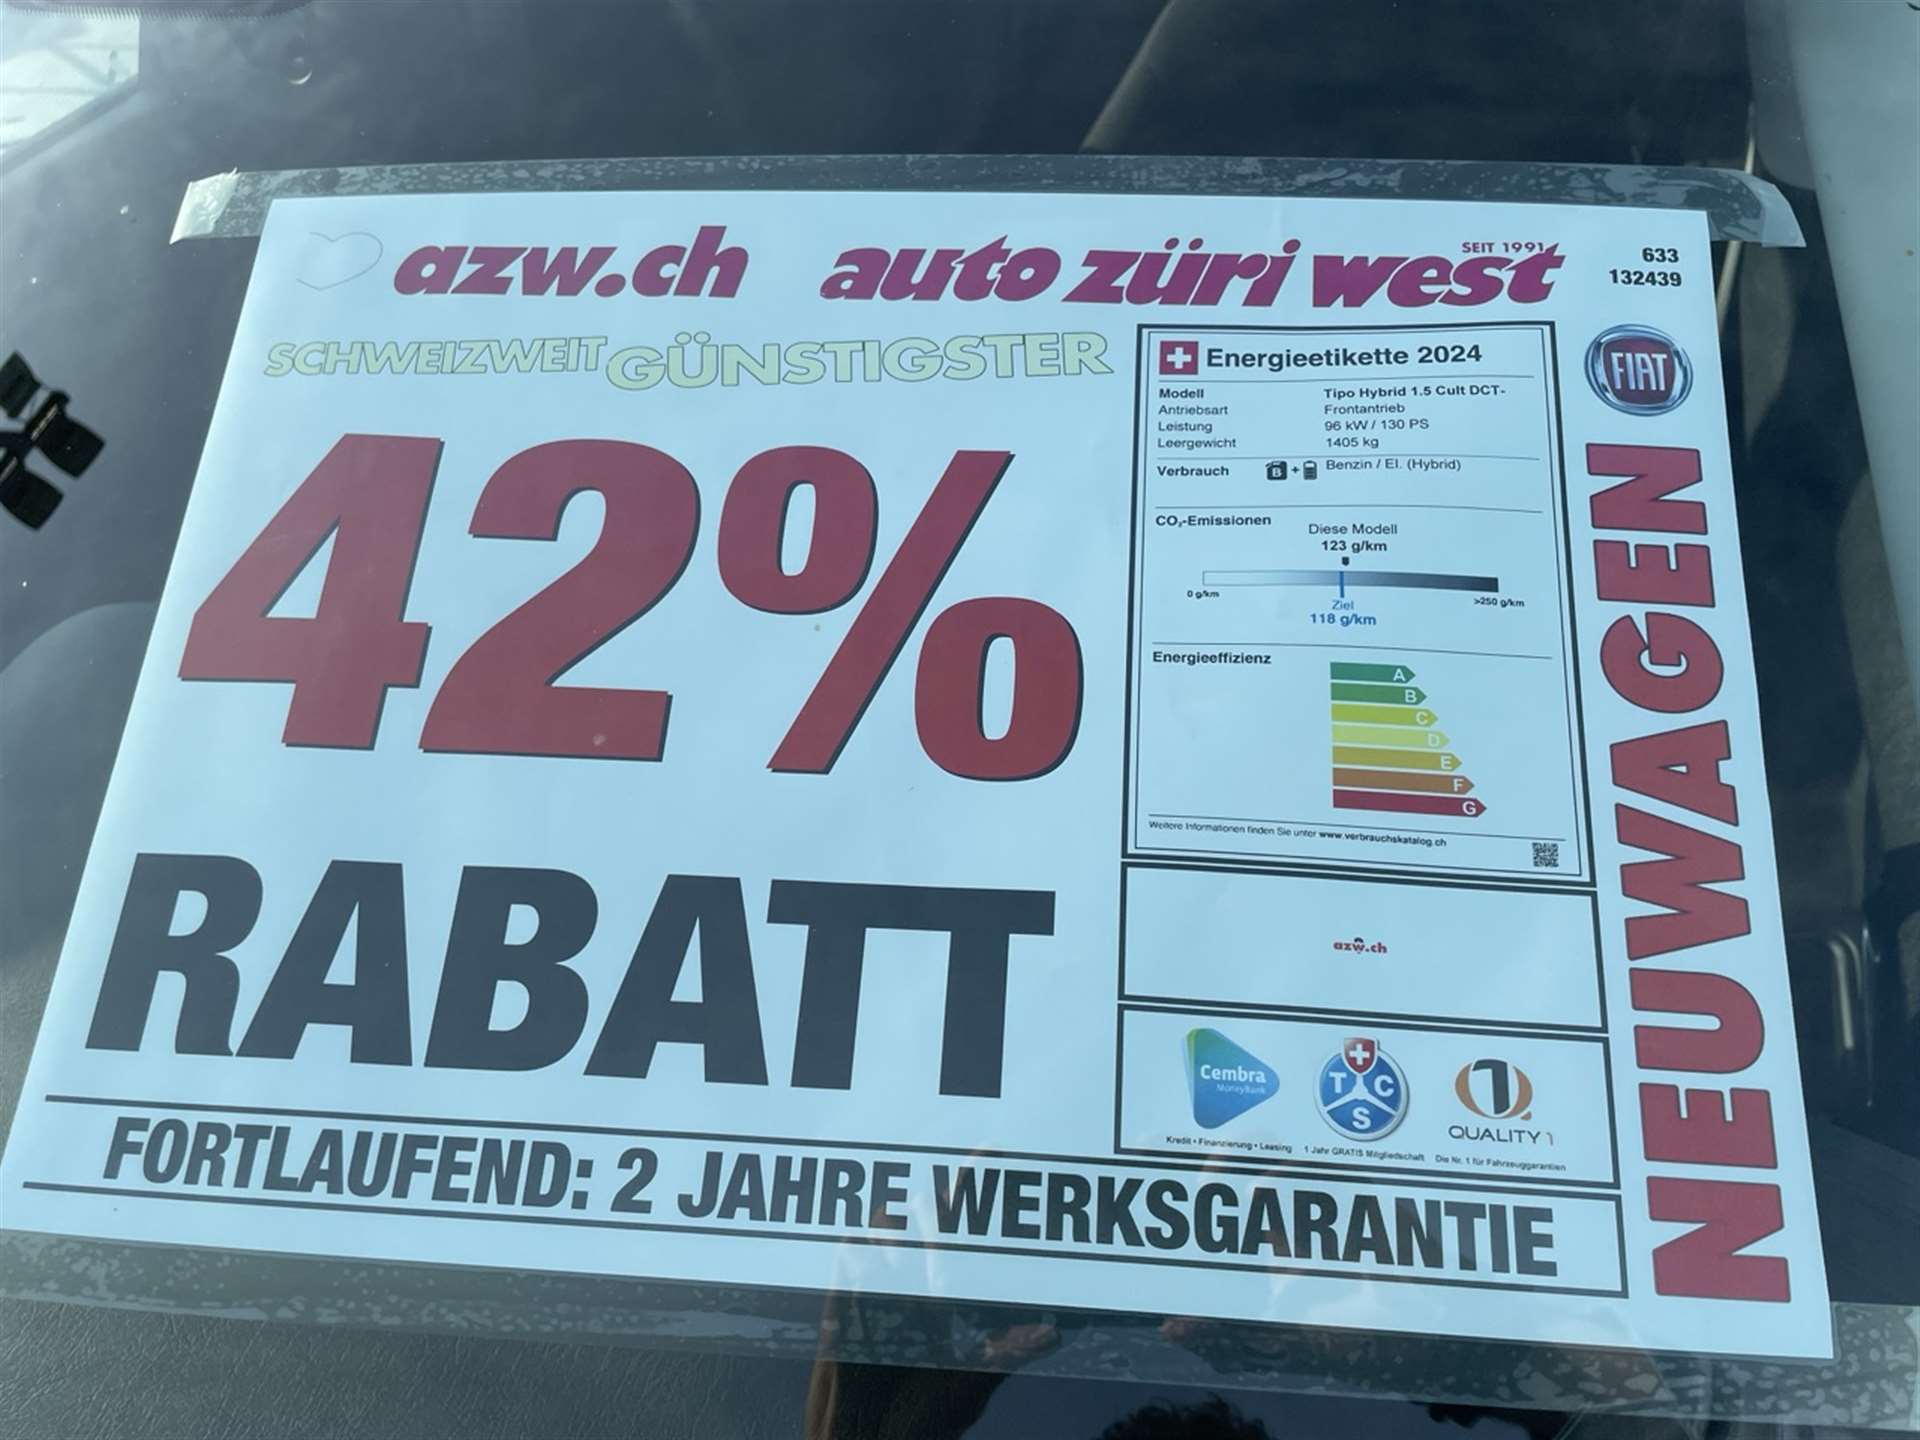 azw.ch auto züri west
SEIT 1991
633
132439
SCHWEIZWEIT GÜNSTIGSTER
42%
RABATT
FORTLAUFEND: 2 JAHRE WERKSGARANTIE
Energieetikette 2024
Modell Tipo Hybrid 1.5 Cult DCT-
Antriebsart Frontantrieb
Leistung 96 kW / 130 PS
Leergewicht 1405 kg
Verbrauch B + Benzin / El. (Hybrid)
CO₂-Emissionen
Diese Modell
123 g/km
0 g/km >250 g/km
Ziel
118 g/km
Energieeffizienz
A
B
C
D
E
F
G
Weitere Informationen finden Sie unter www.verbrauchskatalog.ch
azw.ch
Cembra
MoneyBank
Kredit • Finanzierung • Leasing
TCS
1 Jahr GRATIS Mitgliedschaft
Q1
QUALITY1
Die Nr. 1 für Fahrzeuggarantien
FIAT
NEUWAGEN